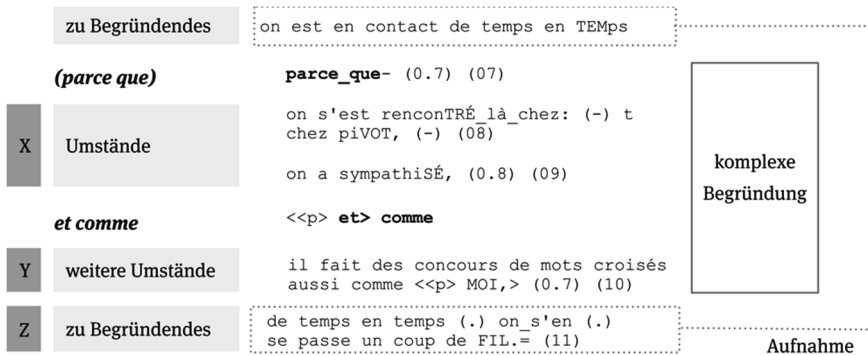 zu Begründendes on est en contact de temps en TEMps
(parce que) parce_que- (0.7) (07)
on s'est renconTRÉ_là_chez: (-) t
X Umstände chez piVOT, (-) (08)
on a sympathiSÉ, (0.8) (09)
komplexe
Begründung
et comme <<p> et> comme
Y weitere Umstände il fait des concours de mots croisés
aussi comme <<p> MOI,> (0.7) (10)
Z zu Begründendes de temps en temps (.) on_s'en (.)
se passe un coup de FIL.= (11)
Aufnahme